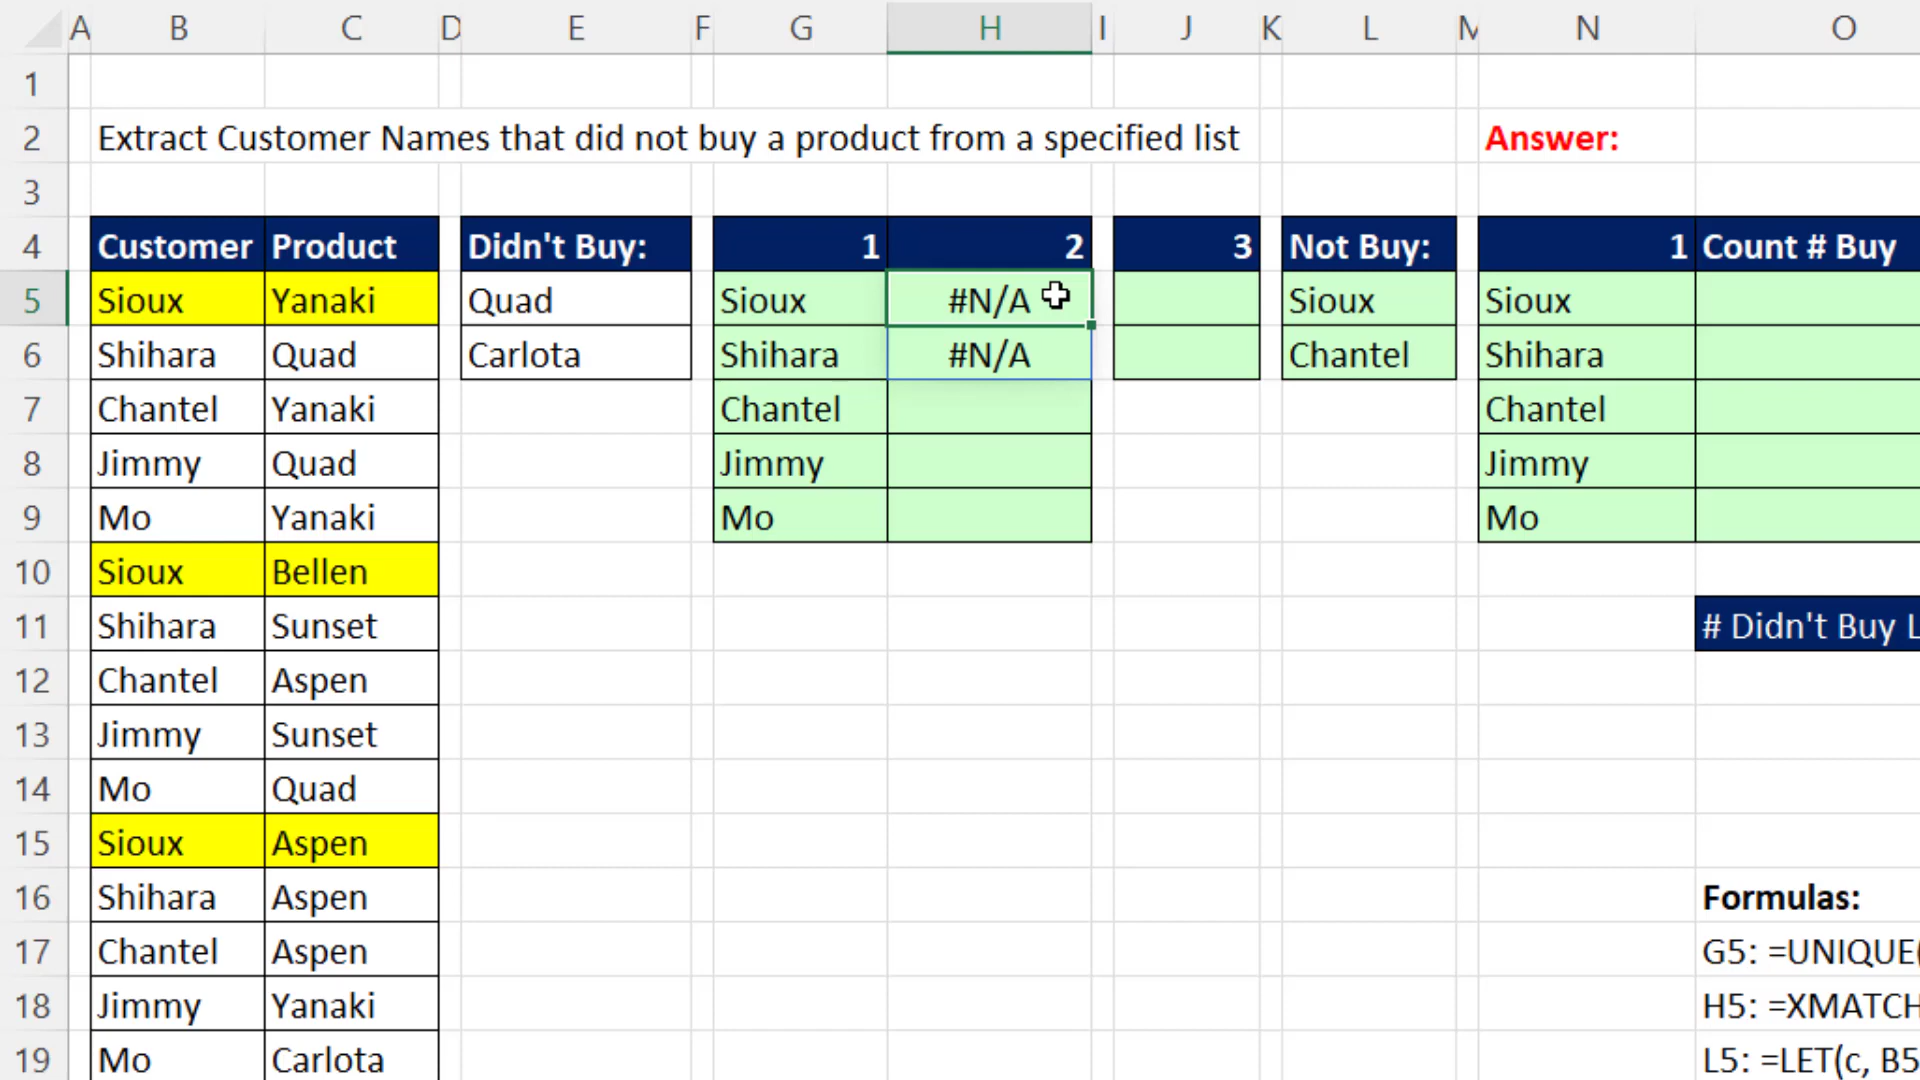 A B C D E F G H I J K L M N O
1
2 Extract Customer Names that did not buy a product from a specified list Answer:
3
4 Customer Product Didn't Buy: 1 2 3 Not Buy: 1 Count # Buy
5 Sioux Yanaki Quad Sioux #N/A Sioux Sioux
6 Shihara Quad Carlota Shihara #N/A Chantel Shihara
7 Chantel Yanaki Chantel Chantel
8 Jimmy Quad Jimmy Jimmy
9 Mo Yanaki Mo Mo
10 Sioux Bellen
11 Shihara Sunset # Didn't Buy L
12 Chantel Aspen
13 Jimmy Sunset
14 Mo Quad
15 Sioux Aspen
16 Shihara Aspen Formulas:
17 Chantel Aspen G5: =UNIQUE(
18 Jimmy Yanaki H5: =XMATCH
19 Mo Carlota L5: =LET(c, B5